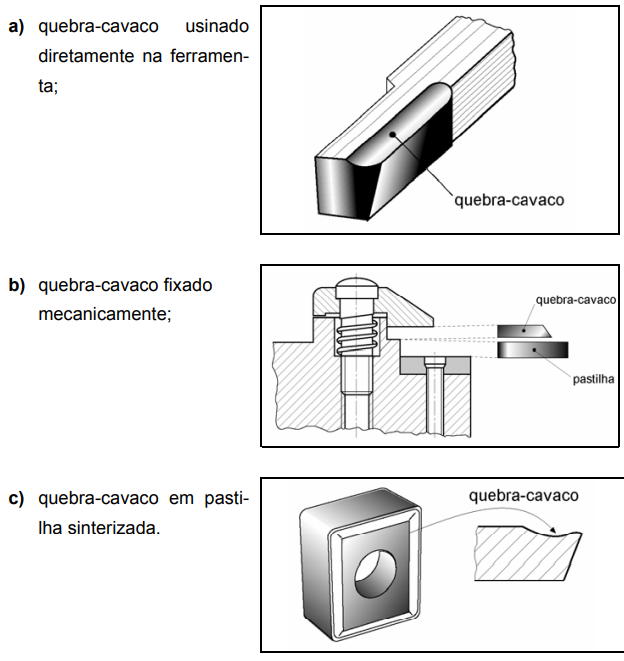 a) quebra-cavaco usinado
diretamente na ferramen-
ta;
quebra-cavaco
b) quebra-cavaco fixado
mecanicamente;
quebra-cavaco
pastilha
c) quebra-cavaco em pasti-
lha sinterizada.
quebra-cavaco